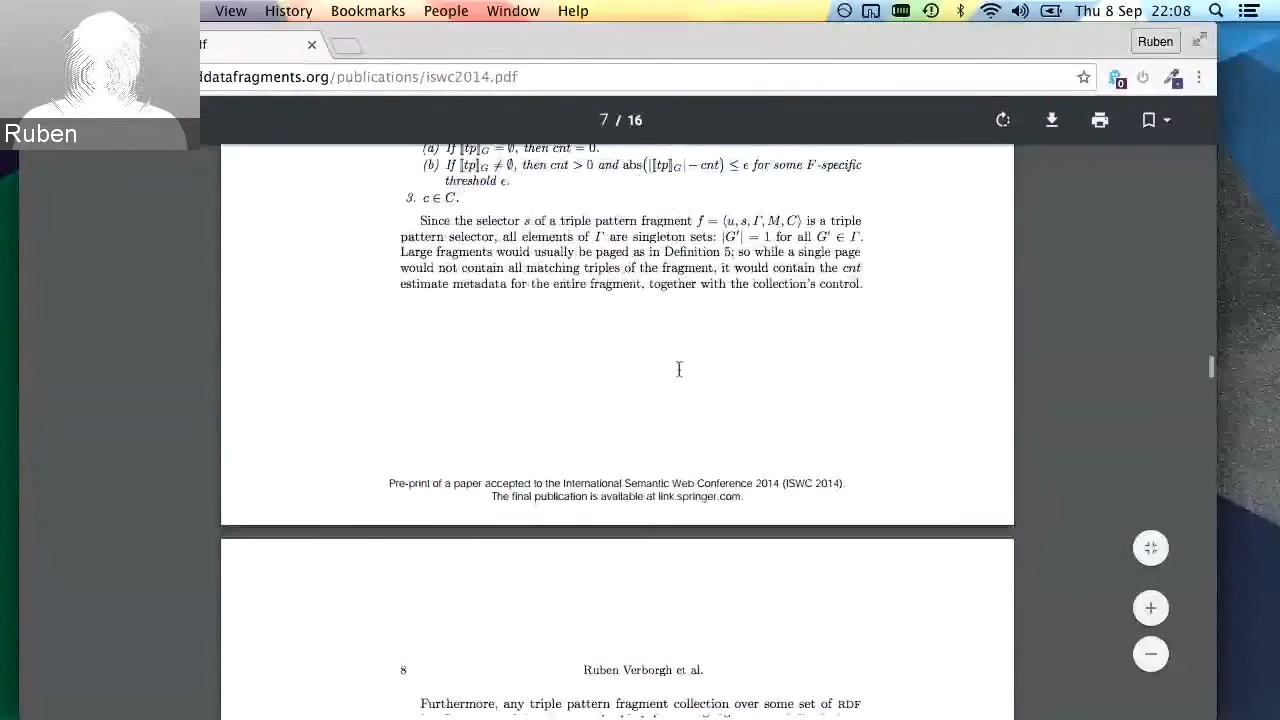 View History Bookmarks People Window Help Thu 8 Sep 22:08
df
Ruben
ddatafragments.org/publications/iswc2014.pdf
0
Ruben
7 / 16
(a) If ⟦tp⟧G = ∅, then cnt = 0.
(b) If ⟦tp⟧G ≠ ∅, then cnt > 0 and abs(|⟦tp⟧G| − cnt) ≤ ϵ for some F-specific
threshold ϵ.
3. c ∈ C.
Since the selector s of a triple pattern fragment f = ⟨u, s, Γ, M, C⟩ is a triple
pattern selector, all elements of Γ are singleton sets: |G′| = 1 for all G′ ∈ Γ.
Large fragments would usually be paged as in Definition 5; so while a single page
would not contain all matching triples of the fragment, it would contain the cnt
estimate metadata for the entire fragment, together with the collection's control.
Pre-print of a paper accepted to the International Semantic Web Conference 2014 (ISWC 2014).
The final publication is available at link.springer.com.
8 Ruben Verborgh et al.
Furthermore, any triple pattern fragment collection over some set of RDF